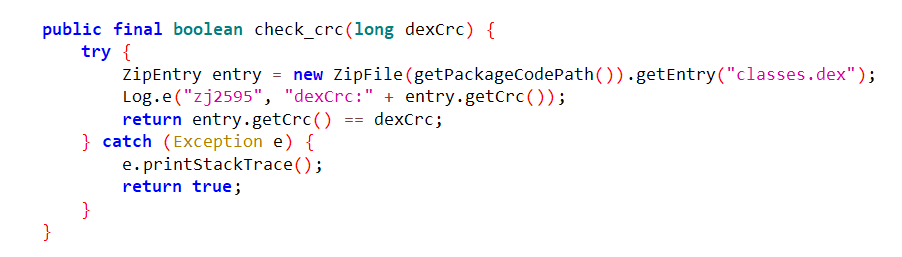 public final boolean check_crc(long dexCrc) {
    try {
        ZipEntry entry = new ZipFile(getPackageCodePath()).getEntry("classes.dex");
        Log.e("zj2595", "dexCrc:" + entry.getCrc());
        return entry.getCrc() == dexCrc;
    } catch (Exception e) {
        e.printStackTrace();
        return true;
    }
}